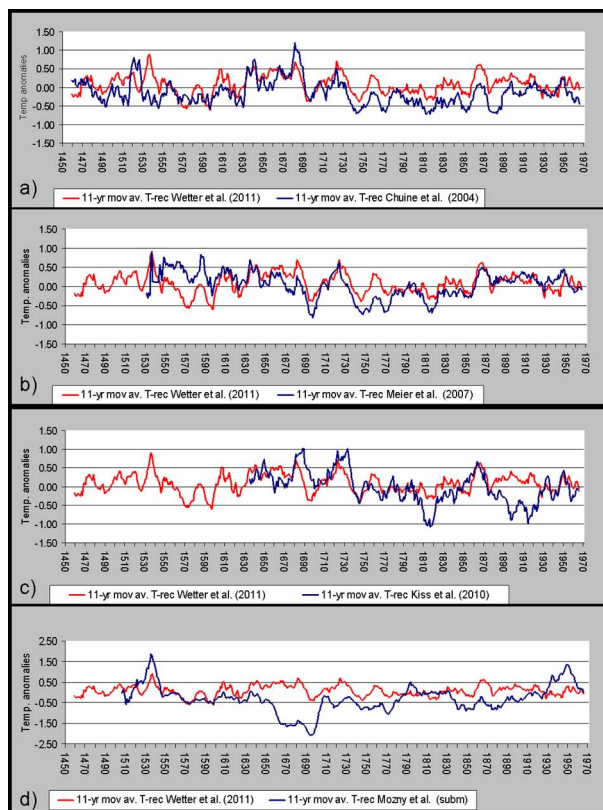 1.50
1.00
0.50
0.00
-0.50
-1.00
-1.50
Temp anomalies
1450 1470 1490 1510 1530 1550 1570 1590 1610 1630 1650 1670 1690 1710 1730 1750 1770 1790 1810 1830 1850 1870 1890 1910 1930 1950 1970
a)
11-yr mov av. T-rec Wetter et al. (2011) 11-yr mov av. T-rec Chuine et al. (2004)
1.50
1.00
0.50
0.00
-0.50
-1.00
-1.50
Temp. anomalies
1450 1470 1490 1510 1530 1550 1570 1590 1610 1630 1650 1670 1690 1710 1730 1750 1770 1790 1810 1830 1850 1870 1890 1910 1930 1950 1970
b)
11-yr mov av. T-rec Wetter et al. (2011) 11-yr mov av. T-rec Meier et al. (2007)
1.50
1.00
0.50
0.00
-0.50
-1.00
-1.50
Temp. anomalies
1450 1470 1490 1510 1530 1550 1570 1590 1610 1630 1650 1670 1690 1710 1730 1750 1770 1790 1810 1830 1850 1870 1890 1910 1930 1950 1970
c)
11-yr mov av. T-rec Wetter et al. (2011) 11-yr mov av. T-rec Kiss et al. (2010)
2.50
1.50
0.50
-0.50
-1.50
-2.50
Temp. anomalies
1450 1470 1490 1510 1530 1550 1570 1590 1610 1630 1650 1670 1690 1710 1730 1750 1770 1790 1810 1830 1850 1870 1890 1910 1930 1950 1970
d)
11-yr mov av. T-rec Wetter et al. (2011) 11-yr mov av. T-rec Mozny et al. (subm)